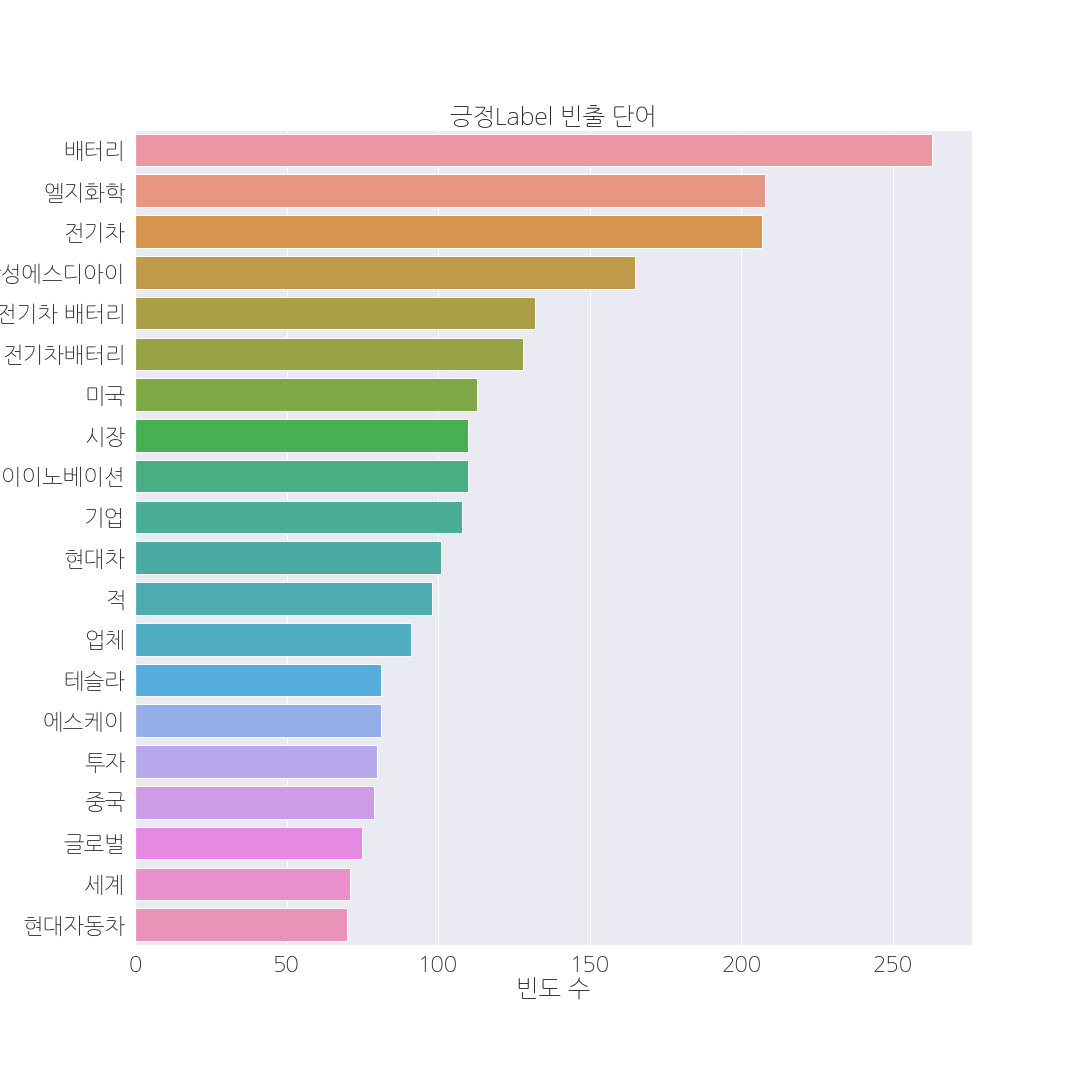 긍정Label 빈출 단어
배터리
엘지화학
전기차
성에스디아이
전기차 배터리
전기차배터리
미국
시장
이이노베이션
기업
현대차
적
업체
테슬라
에스케이
투자
중국
글로벌
세계
현대자동차
0 50 100 150 200 250
빈도 수